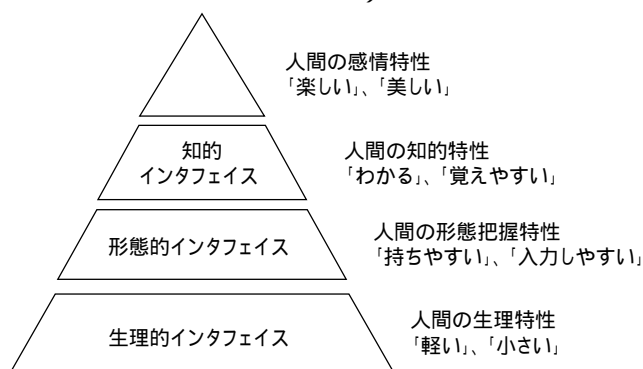 人間の感情特性
「楽しい」、「美しい」
知的
インタフェイス
人間の知的特性
「わかる」、「覚えやすい」
形態的インタフェイス
人間の形態把握特性
「持ちやすい」、「入力しやすい」
生理的インタフェイス
人間の生理特性
「軽い」、「小さい」